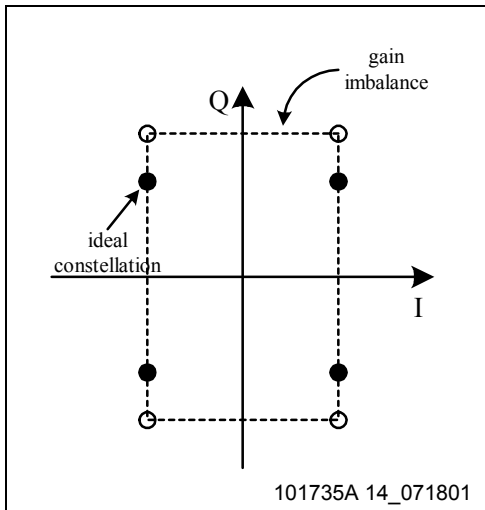 gain
imbalance
Q
ideal
constellation
I
101735A 14_071801